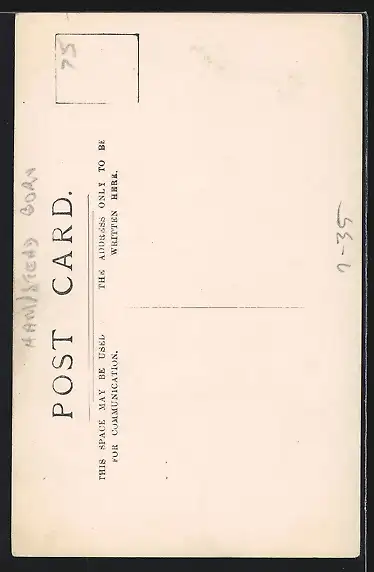 75
POST CARD.
THIS SPACE MAY BE USED
FOR COMMUNICATION.
THE ADDRESS ONLY TO BE
WRITTEN HERE.
7-35